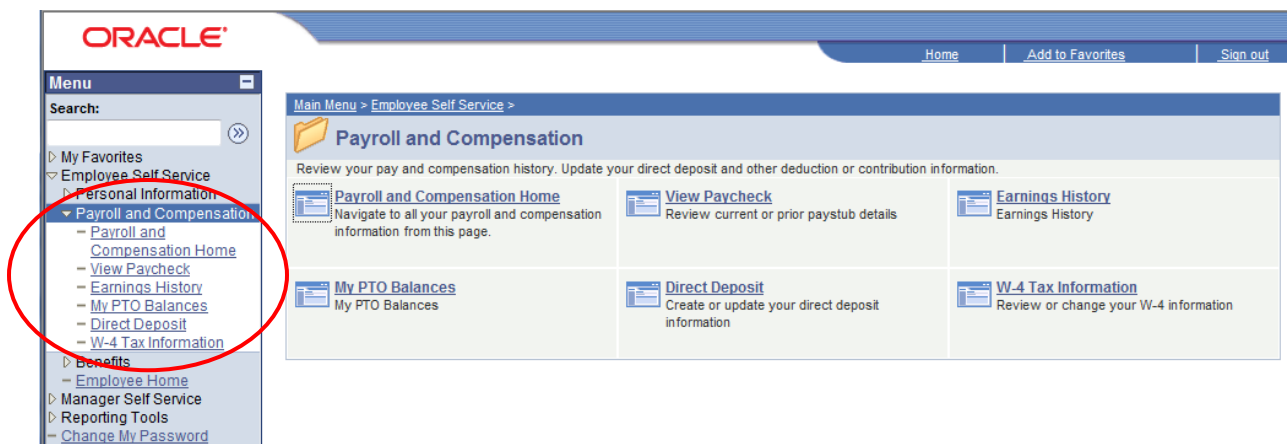 ORACLE
Home
Add to Favorites
Sign out
Menu
Search:
My Favorites
Employee Self Service
Personal Information
Payroll and Compensation
Payroll and
Compensation Home
View Paycheck
Earnings History
My PTO Balances
Direct Deposit
W-4 Tax Information
Benefits
Employee Home
Manager Self Service
Reporting Tools
Change My Password
Main Menu > Employee Self Service >
Payroll and Compensation
Review your pay and compensation history. Update your direct deposit and other deduction or contribution information.
Payroll and Compensation Home
Navigate to all your payroll and compensation
information from this page.
View Paycheck
Review current or prior paystub details
Earnings History
Earnings History
My PTO Balances
My PTO Balances
Direct Deposit
Create or update your direct deposit
information
W-4 Tax Information
Review or change your W-4 information